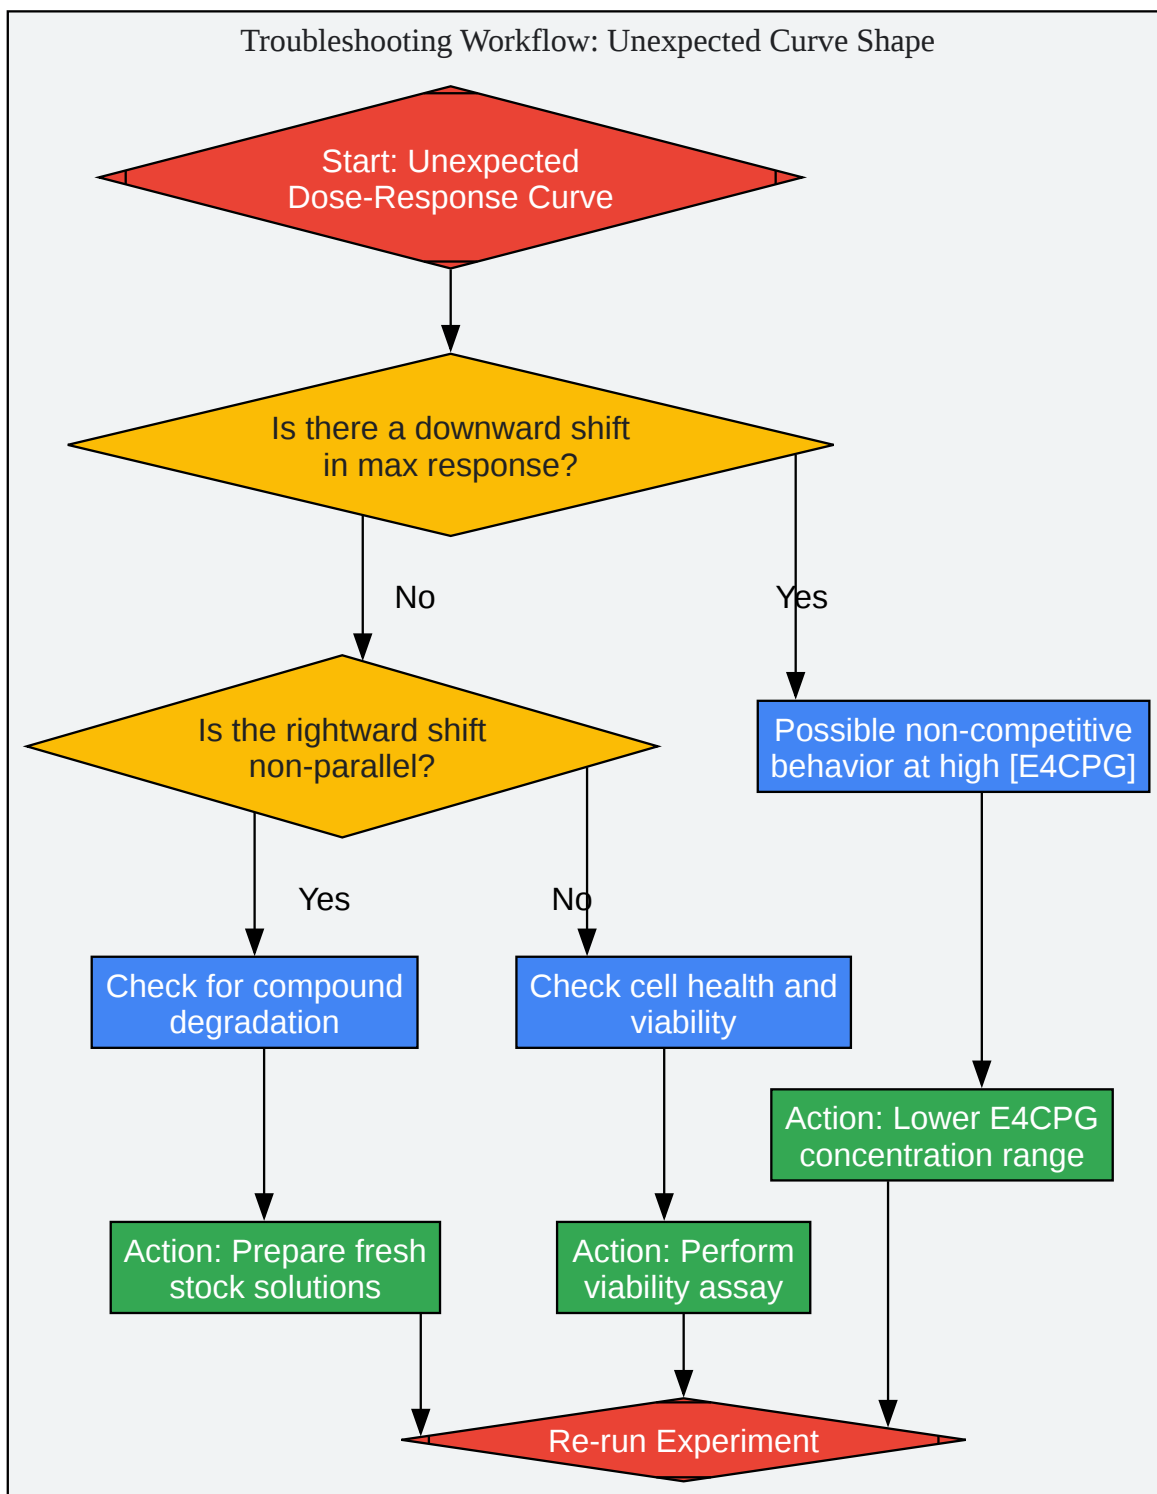 Troubleshooting Workflow: Unexpected Curve Shape
Start: Unexpected
Dose-Response Curve
Is there a downward shift
in max response?
No
Yes
Is the rightward shift
non-parallel?
Possible non-competitive
behavior at high [E4CPG]
Yes
No
Check for compound
degradation
Check cell health and
viability
Action: Lower E4CPG
concentration range
Action: Prepare fresh
stock solutions
Action: Perform
viability assay
Re-run Experiment